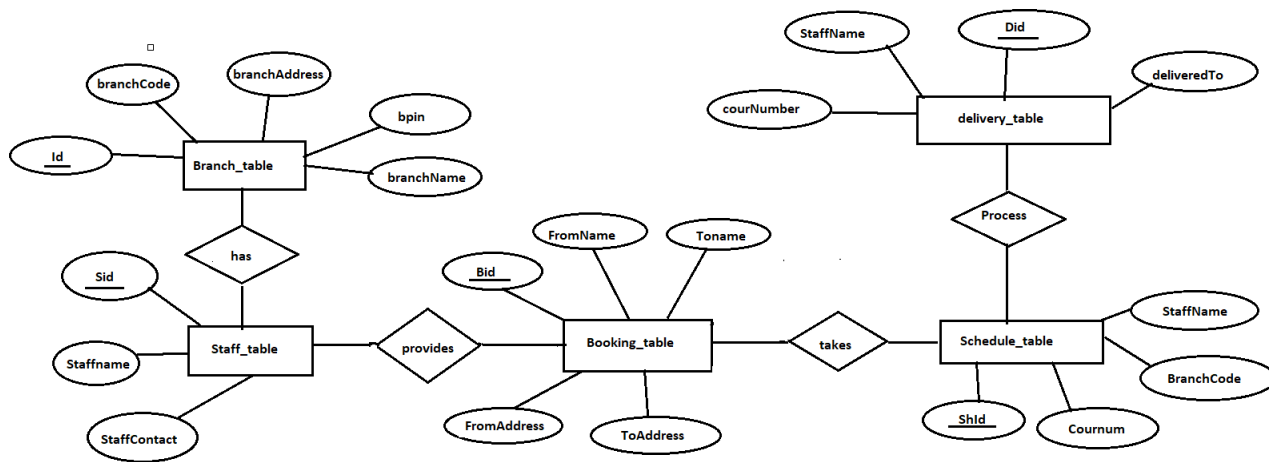 StaffName
Did
deliveredTo
branchCode
branchAddress
bpin
courNumber
delivery_table
Id
Branch_table
branchName
Process
FromName
Toname
has
Sid
Bid
StaffName
Staff_table
provides
Booking_table
takes
Schedule_table
Staffname
BranchCode
StaffContact
FromAddress
ToAddress
ShId
Cournum